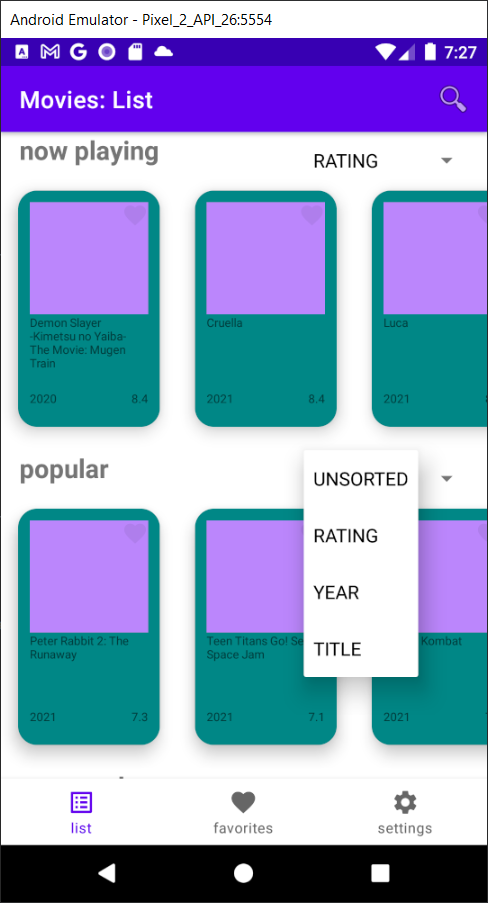 Android Emulator - Pixel_2_API_26:5554
7:27
Movies: List
now playing
RATING
Demon Slayer
-Kimetsu no Yaiba-
The Movie: Mugen
Train
2020 8.4
Cruella
2021 8.4
Luca
2021
popular
UNSORTED
RATING
YEAR
TITLE
Peter Rabbit 2: The
Runaway
2021 7.3
Teen Titans Go! Se
Space Jam
2021 7.1
Kombat
2021
list
favorites
settings